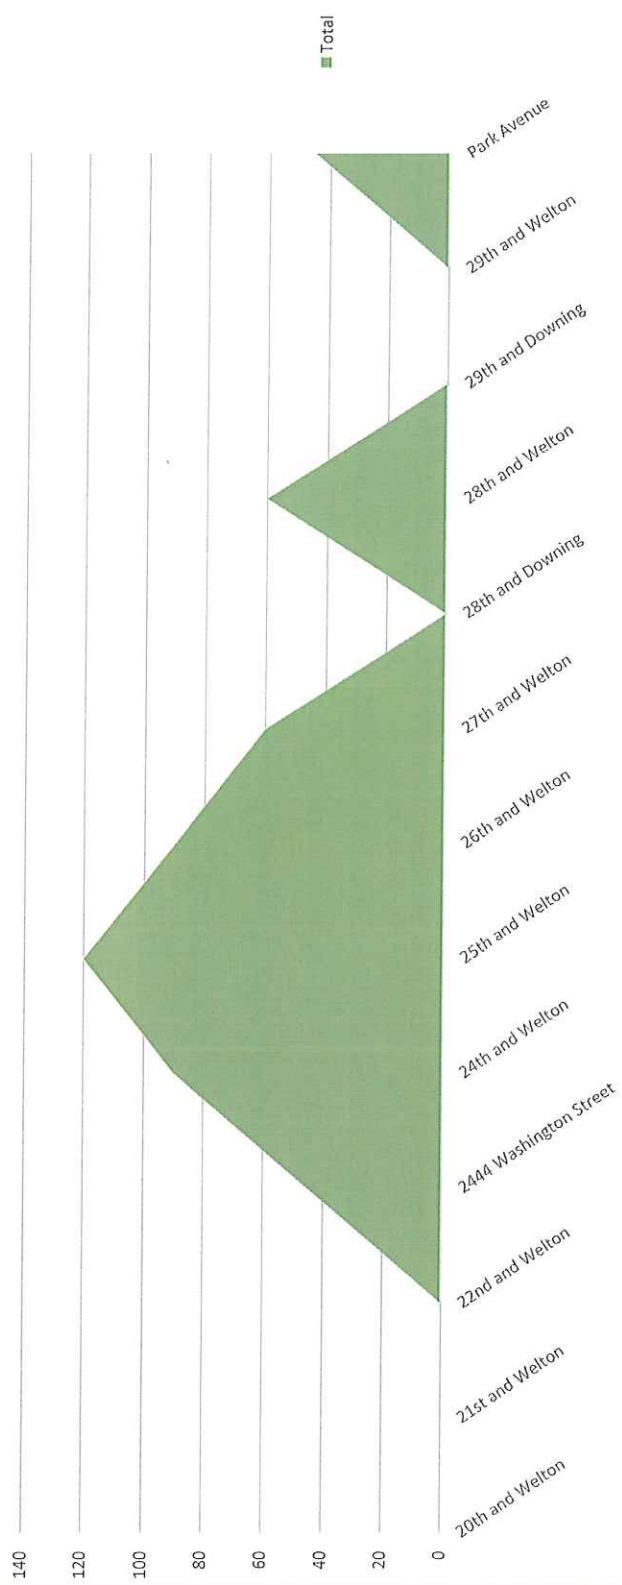 140
120
100
80
60
40
20
0
20th and Welton
21st and Welton
22nd and Welton
2444 Washington Street
24th and Welton
25th and Welton
26th and Welton
27th and Welton
28th and Downing
28th and Welton
29th and Downing
29th and Welton
Park Avenue
Total